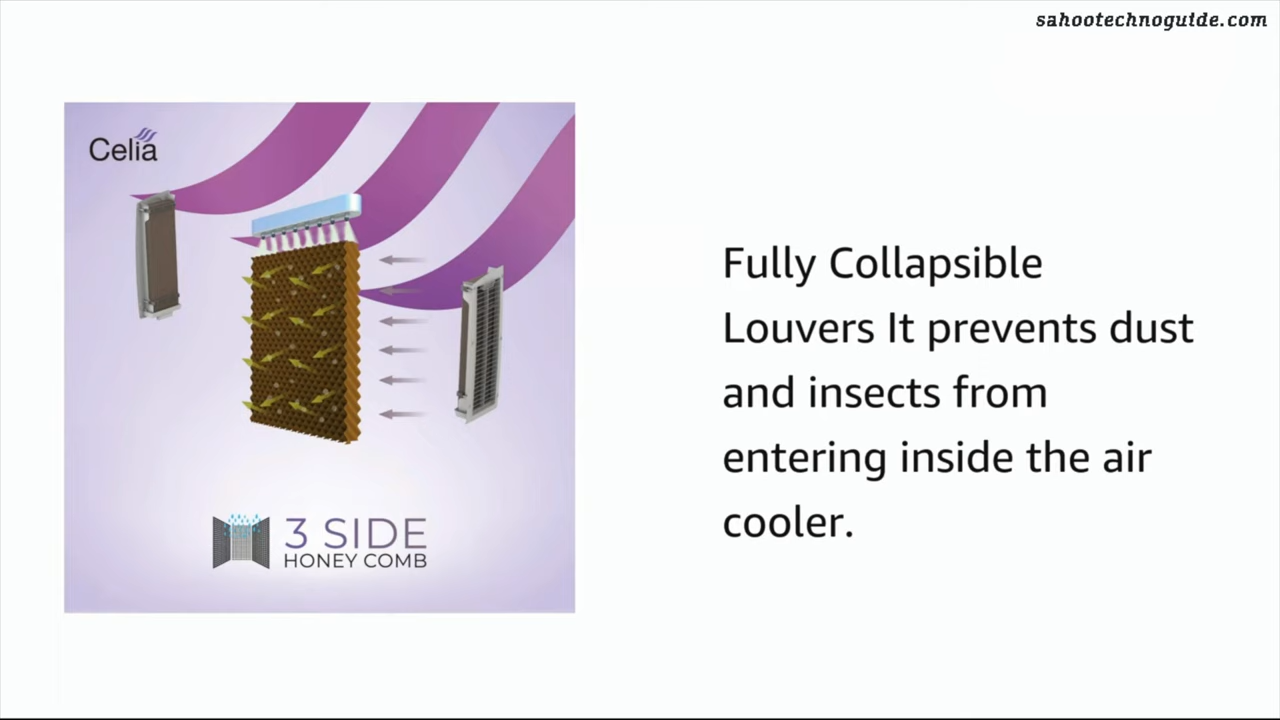 sahootechnoguide.com
Celia
3 SIDE
HONEY COMB
Fully Collapsible
Louvers It prevents dust
and insects from
entering inside the air
cooler.